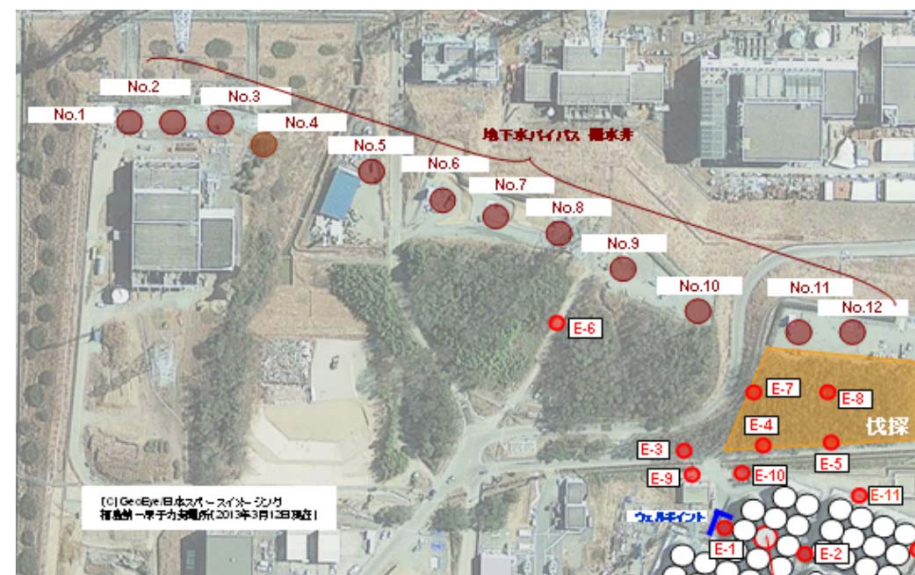 No.1
No.2
No.3
No.4
No.5
No.6
No.7
No.8
No.9
No.10
No.11
No.12
地下水バイパス 揚水井
E-6
E-7
E-8
E-4
E-3
E-5
E-9
E-10
E-11
伐採
ウェルポイント
E-1
E-2
(C)GeoEye/日本スペースイメージング
福島第一原子力発電所(2013年3月12日現在)